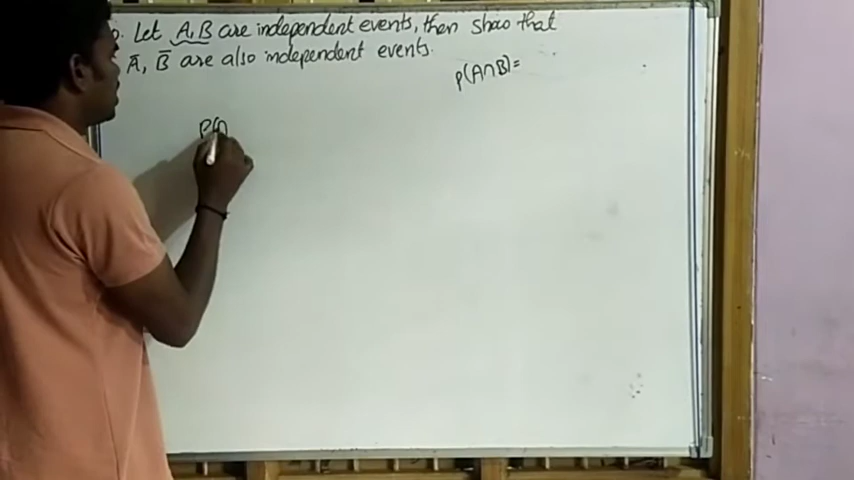 Let A, B are independent events, then show that
Ā, B̄ are also independent events.
P(A∩B)=
P(